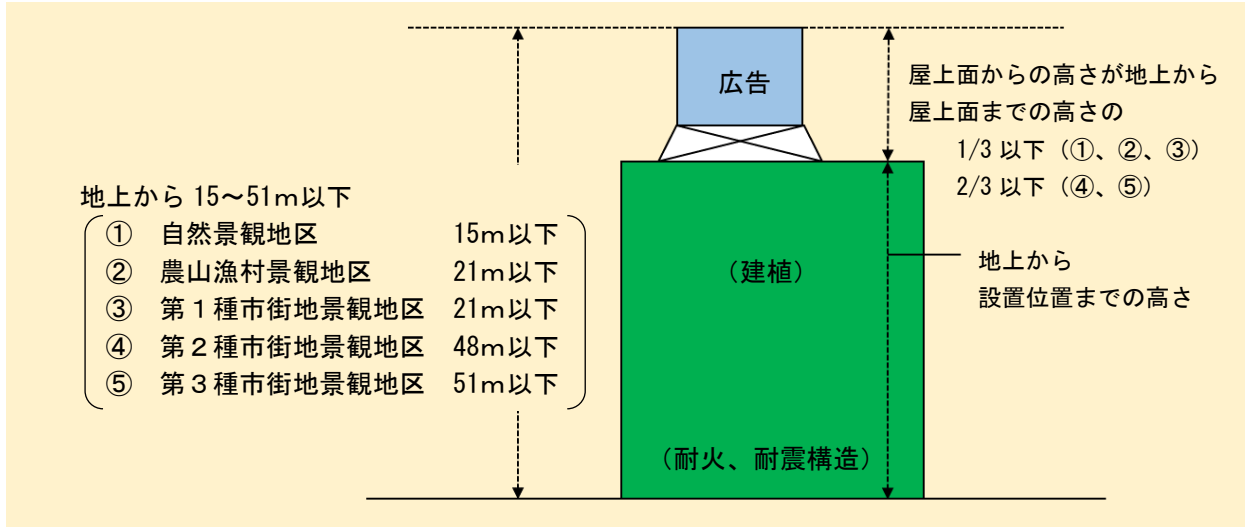 広告
屋上面からの高さが地上から
屋上面までの高さの
1/3 以下（①、②、③）
2/3 以下（④、⑤）
地上から 15～51ｍ以下
① 自然景観地区 15ｍ以下
② 農山漁村景観地区 21ｍ以下
③ 第１種市街地景観地区 21ｍ以下
④ 第２種市街地景観地区 48ｍ以下
⑤ 第３種市街地景観地区 51ｍ以下
（建植）
地上から
設置位置までの高さ
（耐火、耐震構造）